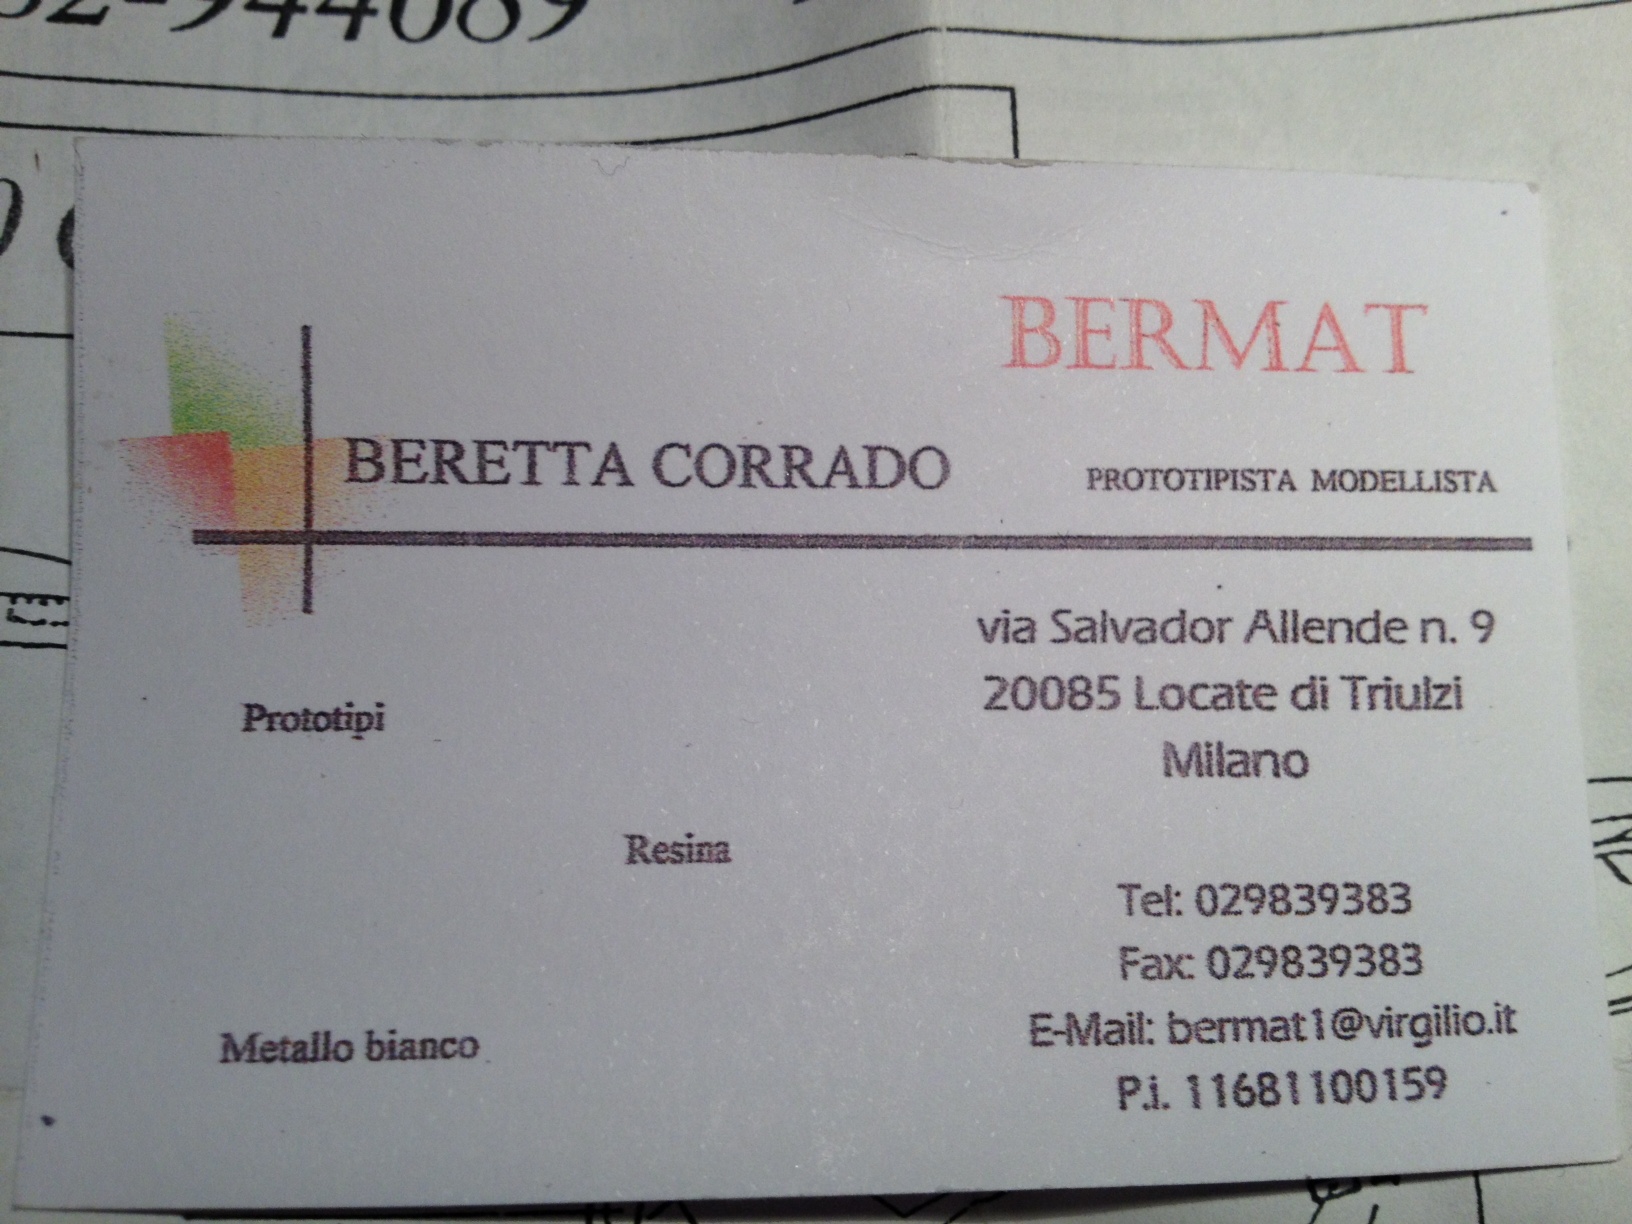 944089
BERMAT
BERETTA CORRADO
PROTOTIPISTA MODELLISTA
via Salvador Allende n. 9
20085 Locate di Triulzi
Milano
Prototipi
Resina
Metallo bianco
Tel: 029839383
Fax: 029839383
E-Mail: bermat1@virgilio.it
P.i. 11681100159